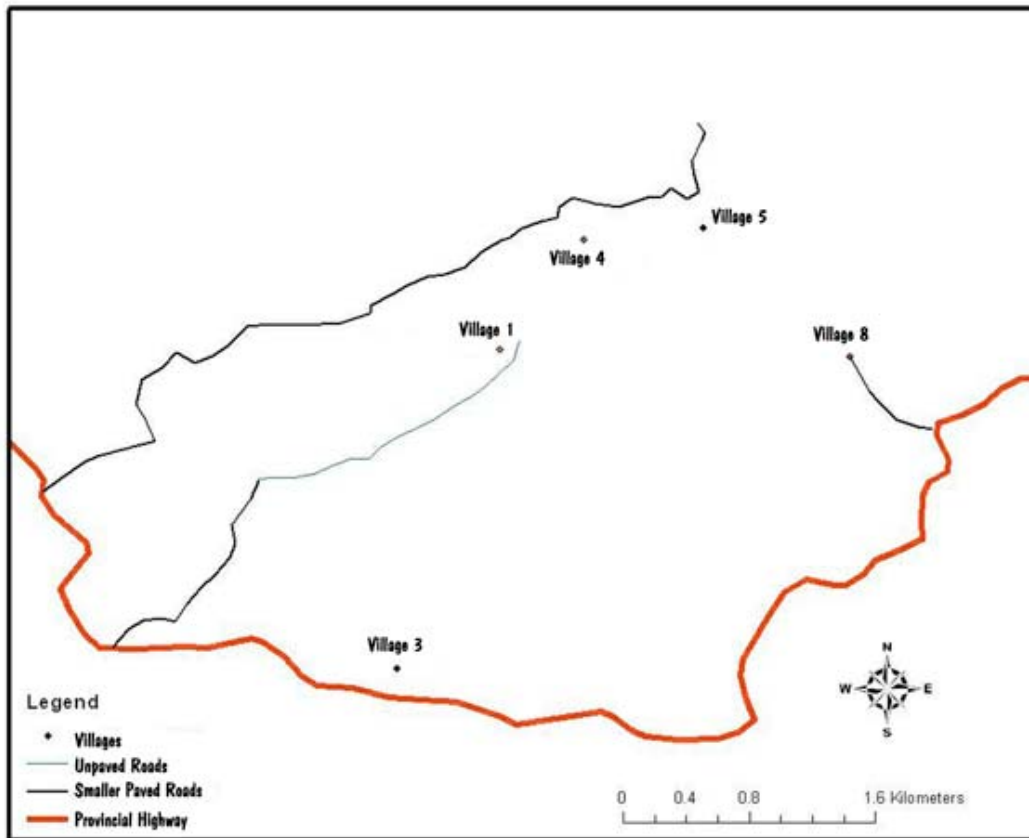 Village 5
Village 4
Village 1
Village 8
Village 3
N
W E
S
Legend
Villages
Unpaved Roads
Smaller Paved Roads
Provincial Highway
0 0.4 0.8 1.6 Kilometers